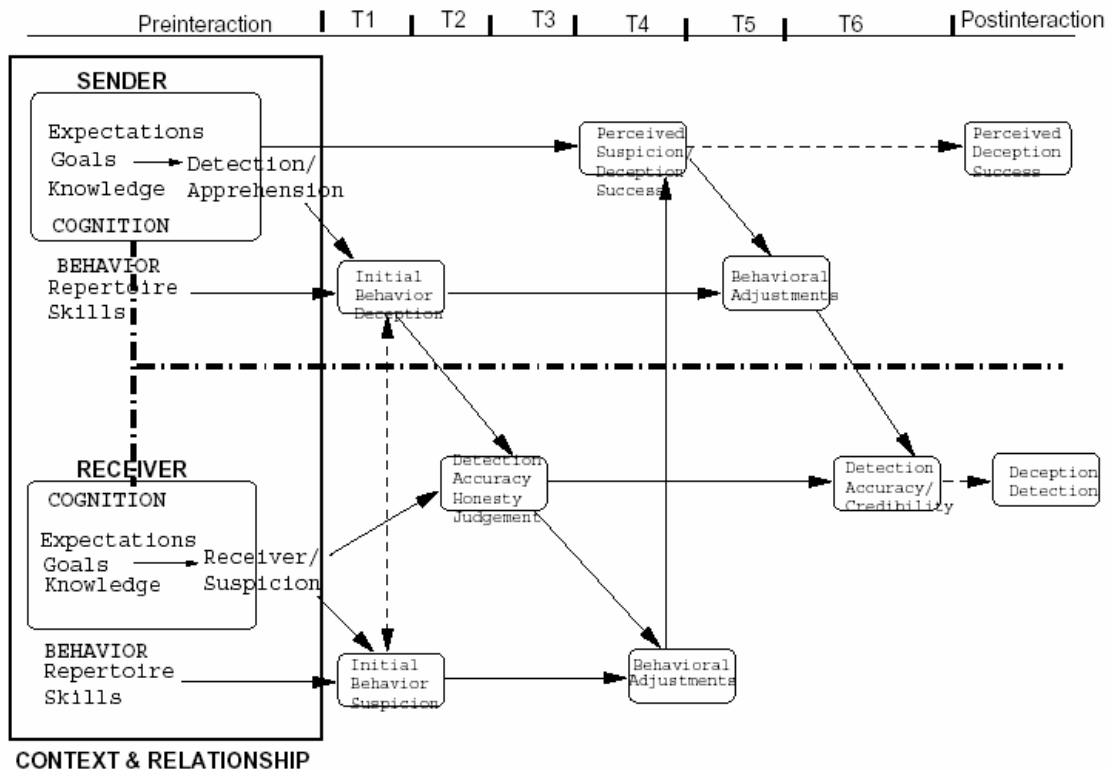 Preinteraction T1 T2 T3 T4 T5 T6 Postinteraction
SENDER
Expectations
Goals
Knowledge
Detection/
Apprehension
COGNITION
BEHAVIOR
Repertoire
Skills
Initial
Behavior
Deception
Perceived
Suspicion/
Deception
Success
Behavioral
Adjustments
Perceived
Deception
Success
RECEIVER
COGNITION
Expectations
Goals
Knowledge
Receiver/
Suspicion
BEHAVIOR
Repertoire
Skills
Initial
Behavior
Suspicion
Detection
Accuracy
Honesty
Judgement
Behavioral
Adjustments
Detection
Accuracy/
Credibility
Deception
Detection
CONTEXT & RELATIONSHIP